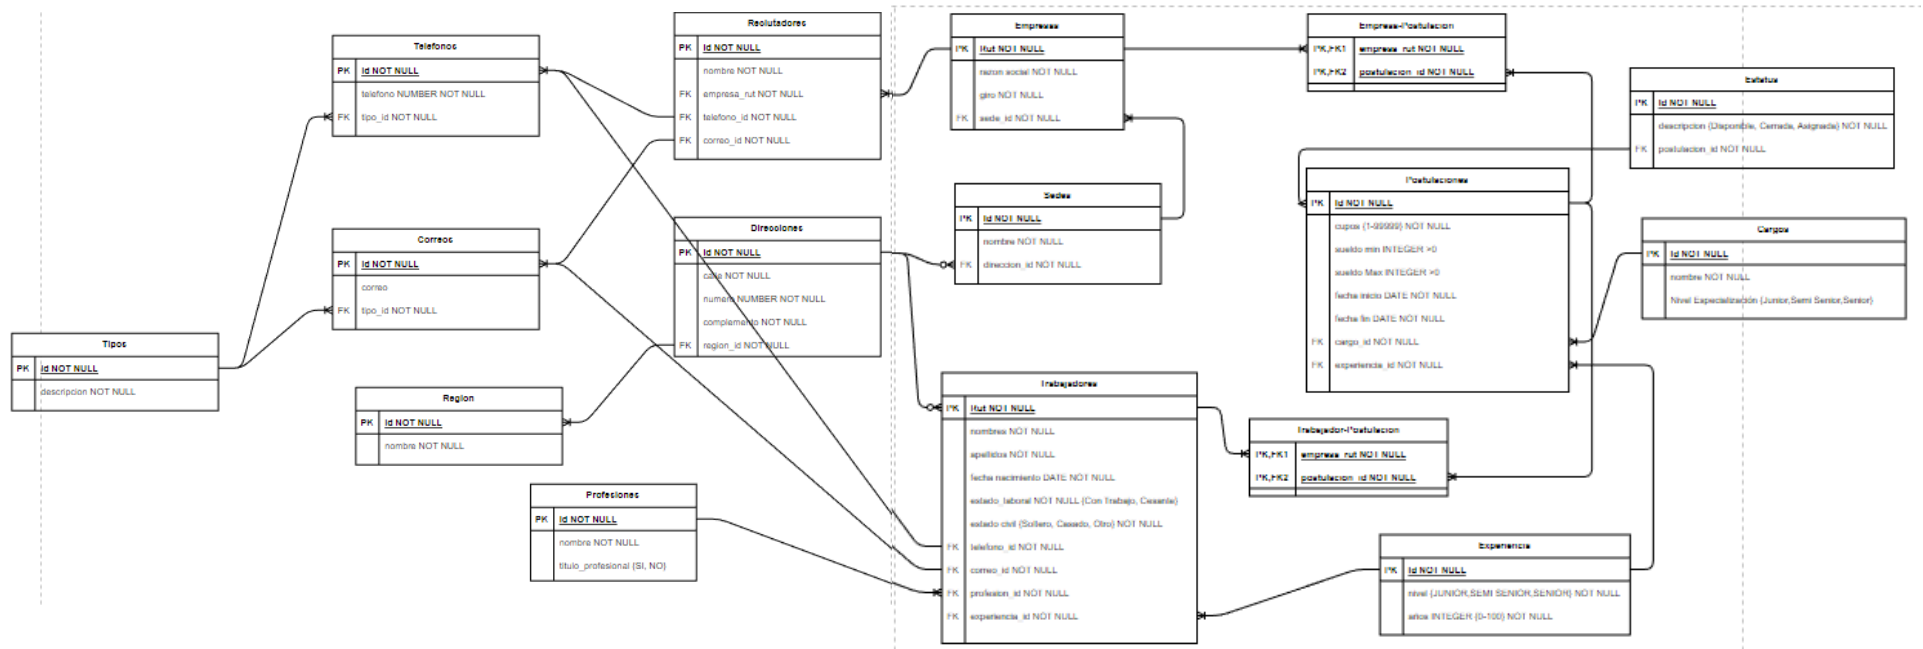 Reclutadores
PK Id NOT NULL
nombre NOT NULL
FK empresa_rut NOT NULL
FK telefono_id NOT NULL
FK correo_id NOT NULL
Empresas
PK Rut NOT NULL
razon social NOT NULL
giro NOT NULL
FK sede_id NOT NULL
Empresa-Postulacion
PK,FK1 empresa_rut NOT NULL
PK,FK2 postulacion_id NOT NULL
Telefonos
PK Id NOT NULL
telefono NUMBER NOT NULL
FK tipo_id NOT NULL
Estatus
PK Id NOT NULL
descripcion (Disponible, Cerrada, Asignada) NOT NULL
FK postulacion_id NOT NULL
Postulaciones
PK Id NOT NULL
cupos (1-99999) NOT NULL
sueldo min INTEGER >0
sueldo Max INTEGER >0
fecha inicio DATE NOT NULL
fecha fin DATE NOT NULL
FK cargo_id NOT NULL
FK experiencia_id NOT NULL
Sedes
PK Id NOT NULL
nombre NOT NULL
FK direccion_id NOT NULL
Direcciones
PK Id NOT NULL
calle NOT NULL
numero NUMBER NOT NULL
complemento NOT NULL
FK region_id NOT NULL
Cargos
PK Id NOT NULL
nombre NOT NULL
Nivel Especialización (Junior,Semi Senior,Senior)
Correos
PK Id NOT NULL
correo
FK tipo_id NOT NULL
Tipos
PK Id NOT NULL
descripcion NOT NULL
Region
PK Id NOT NULL
nombre NOT NULL
Trabajadores
PK Rut NOT NULL
nombres NOT NULL
apellidos NOT NULL
fecha nacimiento DATE NOT NULL
estado_laboral NOT NULL (Con Trabajo, Cesante)
estado civil (Soltero, Casado, Otro) NOT NULL
FK telefono_id NOT NULL
FK correo_id NOT NULL
FK profesion_id NOT NULL
FK experiencia_id NOT NULL
Trabajador-Postulacion
PK,FK1 empresa_rut NOT NULL
PK,FK2 postulacion_id NOT NULL
Profesiones
PK Id NOT NULL
nombre NOT NULL
titulo_profesional (SI, NO)
Experiencia
PK Id NOT NULL
nivel (JUNIOR,SEMI SENIOR,SENIOR) NOT NULL
años INTEGER (0-100) NOT NULL